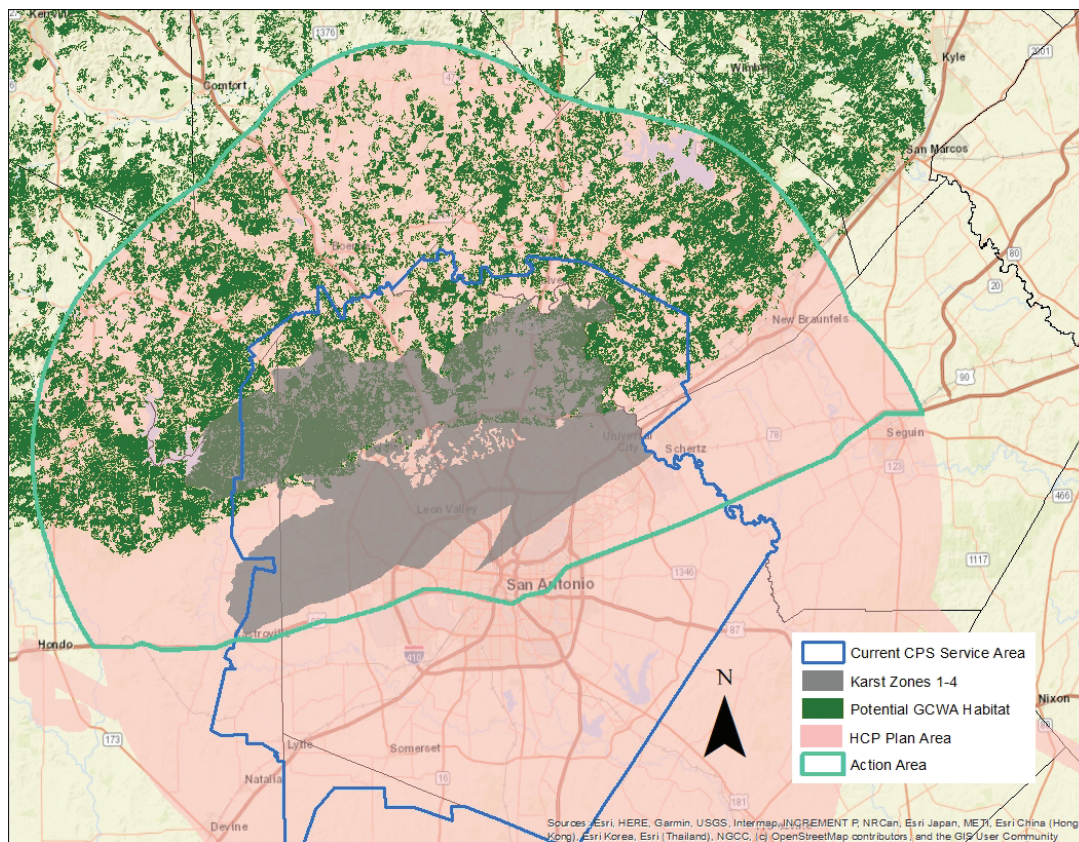 Kerrville
1376
2001
Kyle
Comfort
San Marcos
80
20
New Braunfels
90
Universal
City
Schertz
78
Seguin
123
466
Leon Valley
1117
San Antonio
1346
Hondo
87
410
Nixon
80
173
Lytle
Somerset
Natalia
16
181
Devine
N
Current CPS Service Area
Karst Zones 1-4
Potential GCWA Habitat
HCP Plan Area
Action Area
Sources: Esri, HERE, Garmin, USGS, Intermap, INCREMENT P, NRCan, Esri Japan, METI, Esri China (Hong
Kong), Esri Korea, Esri (Thailand), NGCC, (c) OpenStreetMap contributors, and the GIS User Community